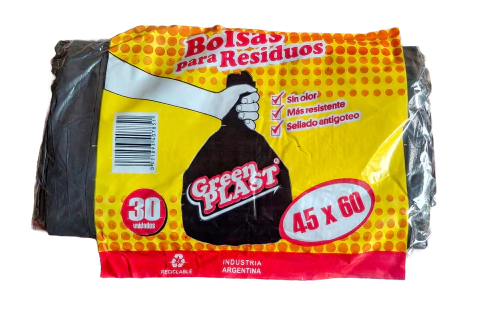 Bolsas
para Residuos
Sin olor
Más resistente
Sellado antigoteo
Green
PLAST
30
unidades
45 x 60
RECICLABLE
INDUSTRIA
ARGENTINA